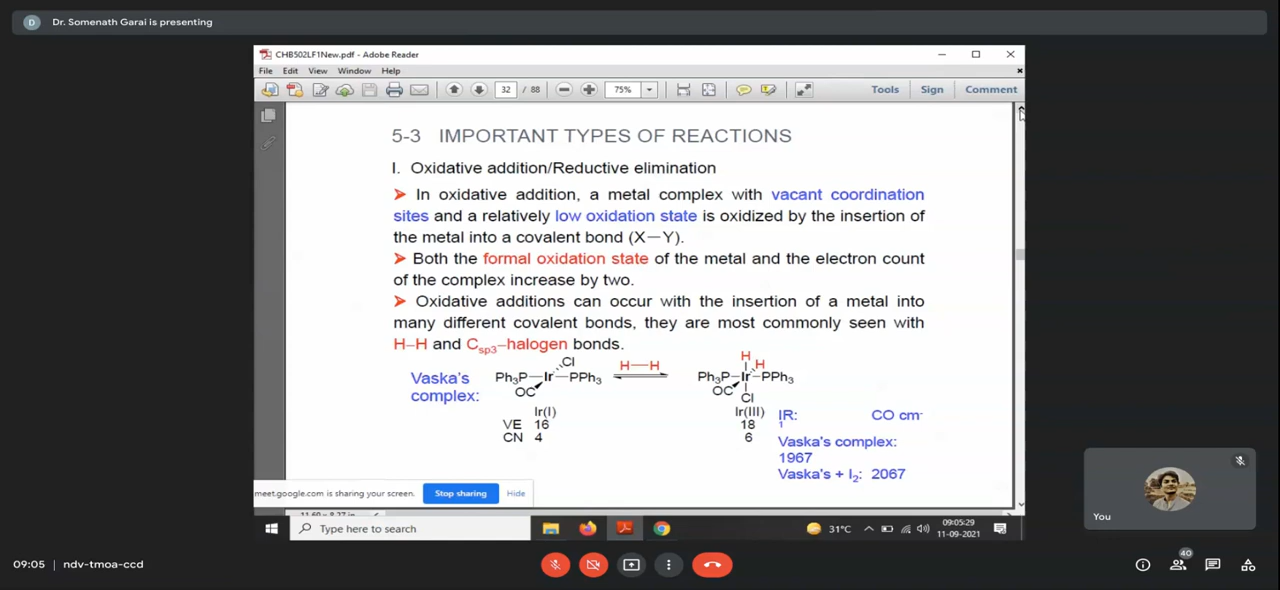 D Dr. Somenath Garai is presenting
CHB502LF1New.pdf - Adobe Reader
File Edit View Window Help
32 / 88 75% Tools Sign Comment
5-3 IMPORTANT TYPES OF REACTIONS
I. Oxidative addition/Reductive elimination
➤ In oxidative addition, a metal complex with vacant coordination
sites and a relatively low oxidation state is oxidized by the insertion of
the metal into a covalent bond (X−Y).
➤ Both the formal oxidation state of the metal and the electron count
of the complex increase by two.
➤ Oxidative additions can occur with the insertion of a metal into
many different covalent bonds, they are most commonly seen with
H–H and Csp3–halogen bonds.
Vaska's
complex:
Cl
Ph3P Ir PPh3
OC
H—H
H
H
Ph3P−Ir PPh3
OC
Cl
Ir(I)
VE 16
CN 4
Ir(III)
18
6
IR: CO cm-
1
Vaska's complex:
1967
Vaska's + I2: 2067
meet.google.com is sharing your screen. Stop sharing Hide
Type here to search
31°C
09:05:29
11-09-2021
You
09:05 | ndv-tmoa-ccd
40